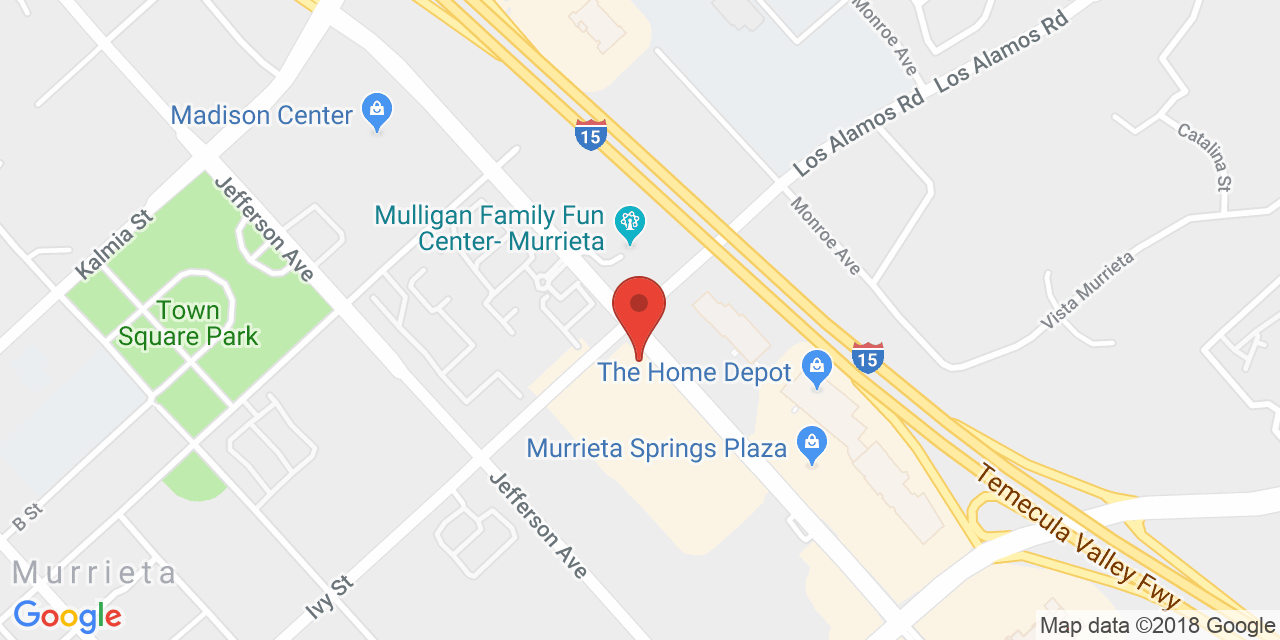 Monroe Ave
Los Alamos Rd
Madison Center
15
Los Alamos Rd
Catalina St
Jefferson Ave
Monroe Ave
Mulligan Family Fun
Center- Murrieta
Kalmia St
Vista Murrieta
Town
Square Park
15
The Home Depot
Murrieta Springs Plaza
Jefferson Ave
Temecula Valley Fwy
B St
Murrieta
Ivy St
Google
Map data ©2018 Google